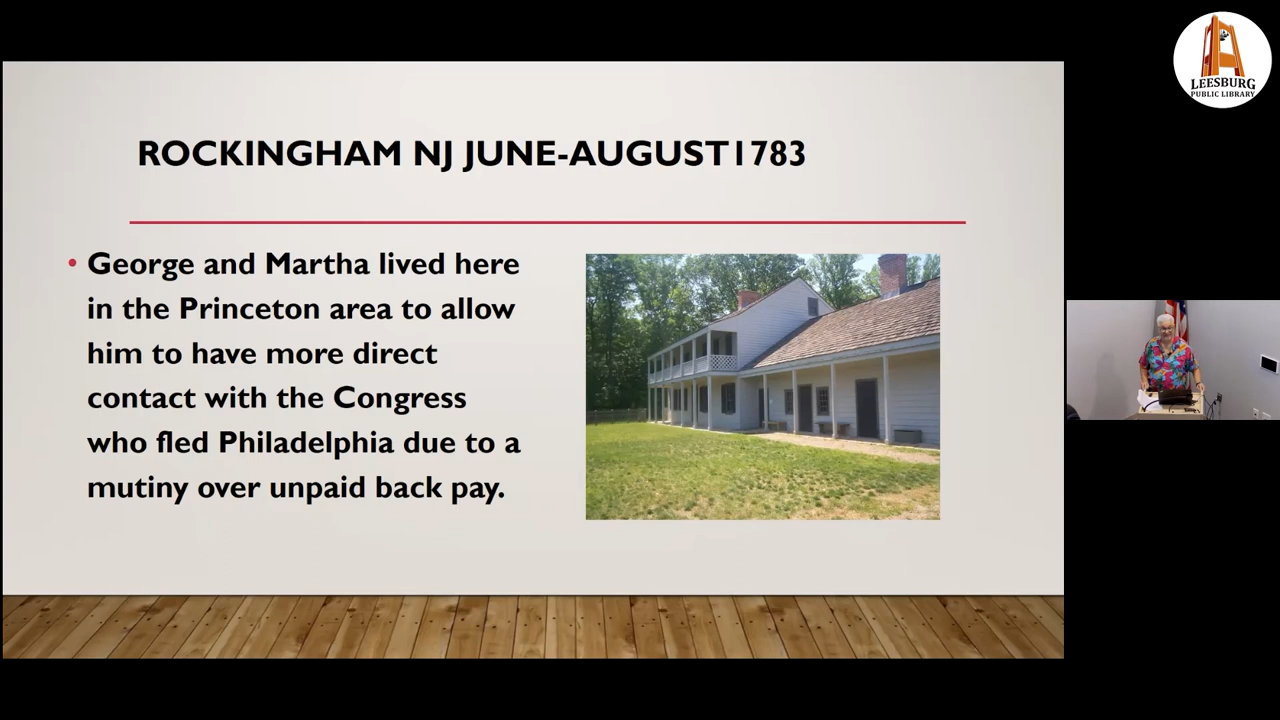 LEESBURG
PUBLIC LIBRARY
ROCKINGHAM NJ JUNE-AUGUST1783
• George and Martha lived here
in the Princeton area to allow
him to have more direct
contact with the Congress
who fled Philadelphia due to a
mutiny over unpaid back pay.